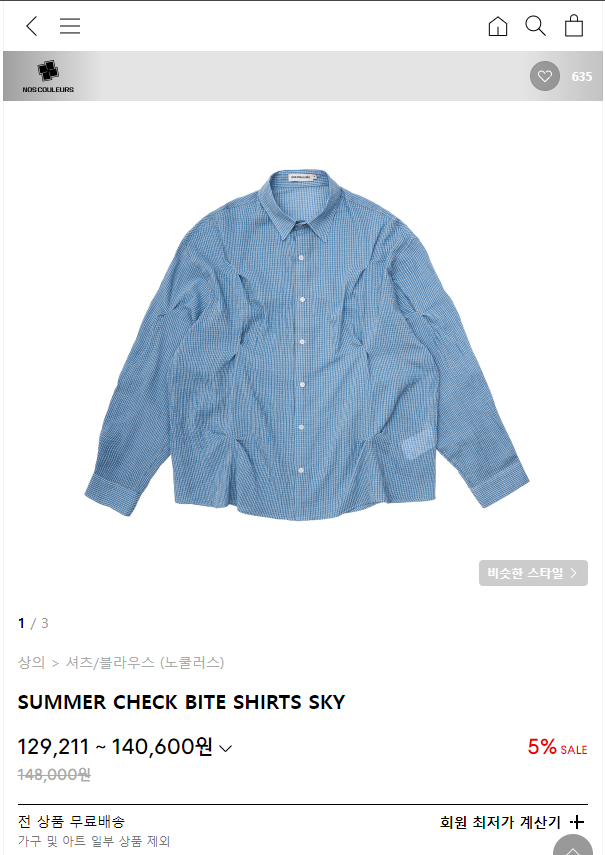 NOS COULEURS
635
비슷한 스타일
1 / 3
상의 > 셔츠/블라우스 (노쿨러스)
SUMMER CHECK BITE SHIRTS SKY
129,211 ~ 140,600원
5% SALE
148,000원
전 상품 무료배송
회원 최저가 계산기
가구 및 아트 일부 상품 제외